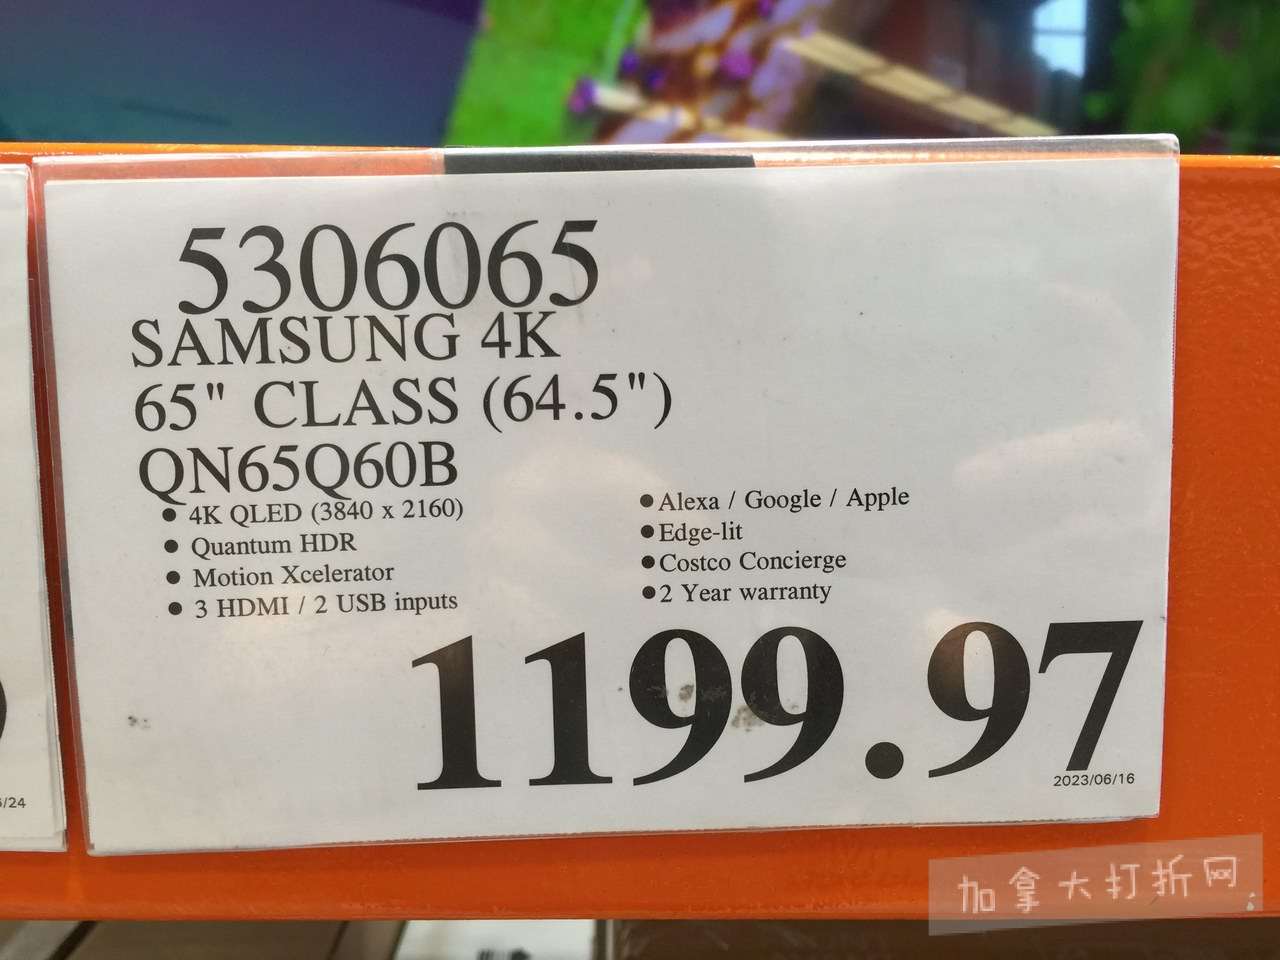 5306065
SAMSUNG 4K
65" CLASS (64.5")
QN65Q60B
● 4K QLED (3840 x 2160)
● Quantum HDR
● Motion Xcelerator
● 3 HDMI / 2 USB inputs
● Alexa / Google / Apple
● Edge-lit
● Costco Concierge
● 2 Year warranty
1199.97
2023/06/16
/24
加拿大打折网